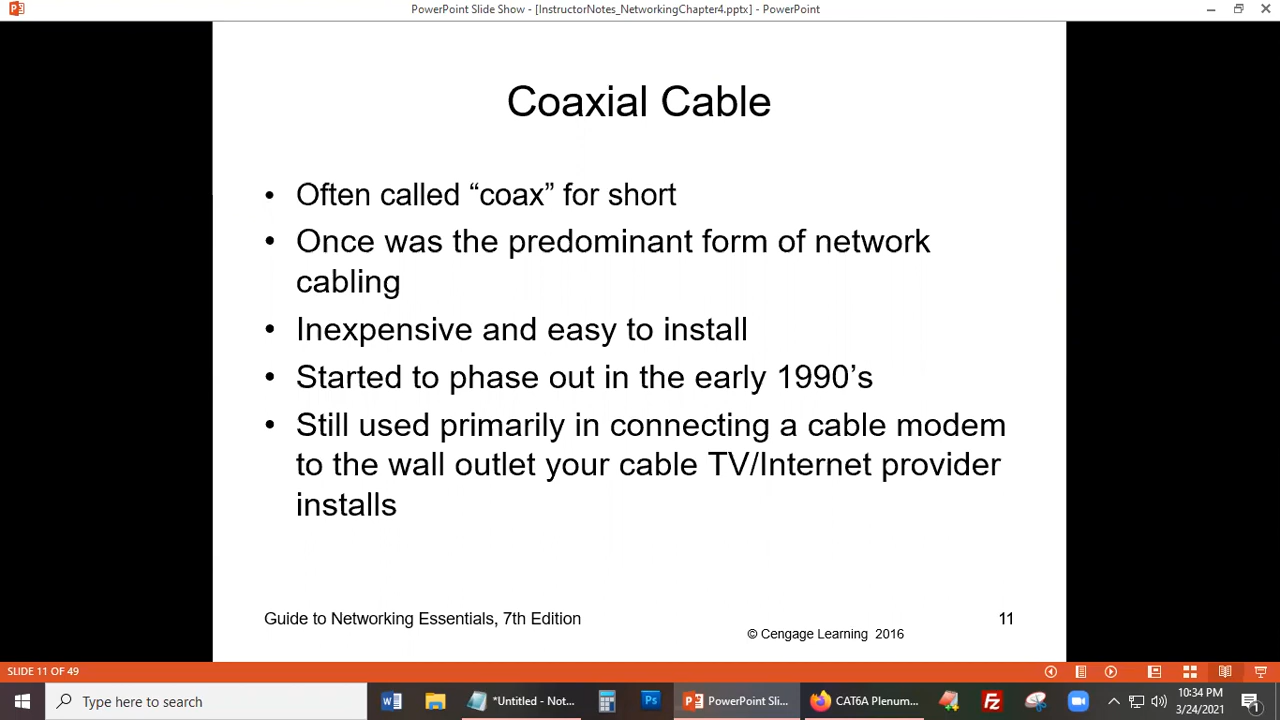 PowerPoint Slide Show - [InstructorNotes_NetworkingChapter4.pptx] - PowerPoint
Coaxial Cable
• Often called “coax” for short
• Once was the predominant form of network
cabling
• Inexpensive and easy to install
• Started to phase out in the early 1990’s
• Still used primarily in connecting a cable modem
to the wall outlet your cable TV/Internet provider
installs
Guide to Networking Essentials, 7th Edition
11
© Cengage Learning 2016
SLIDE 11 OF 49
Type here to search
*Untitled - Not...
PowerPoint Sli...
CAT6A Plenum...
10:34 PM
3/24/2021
1